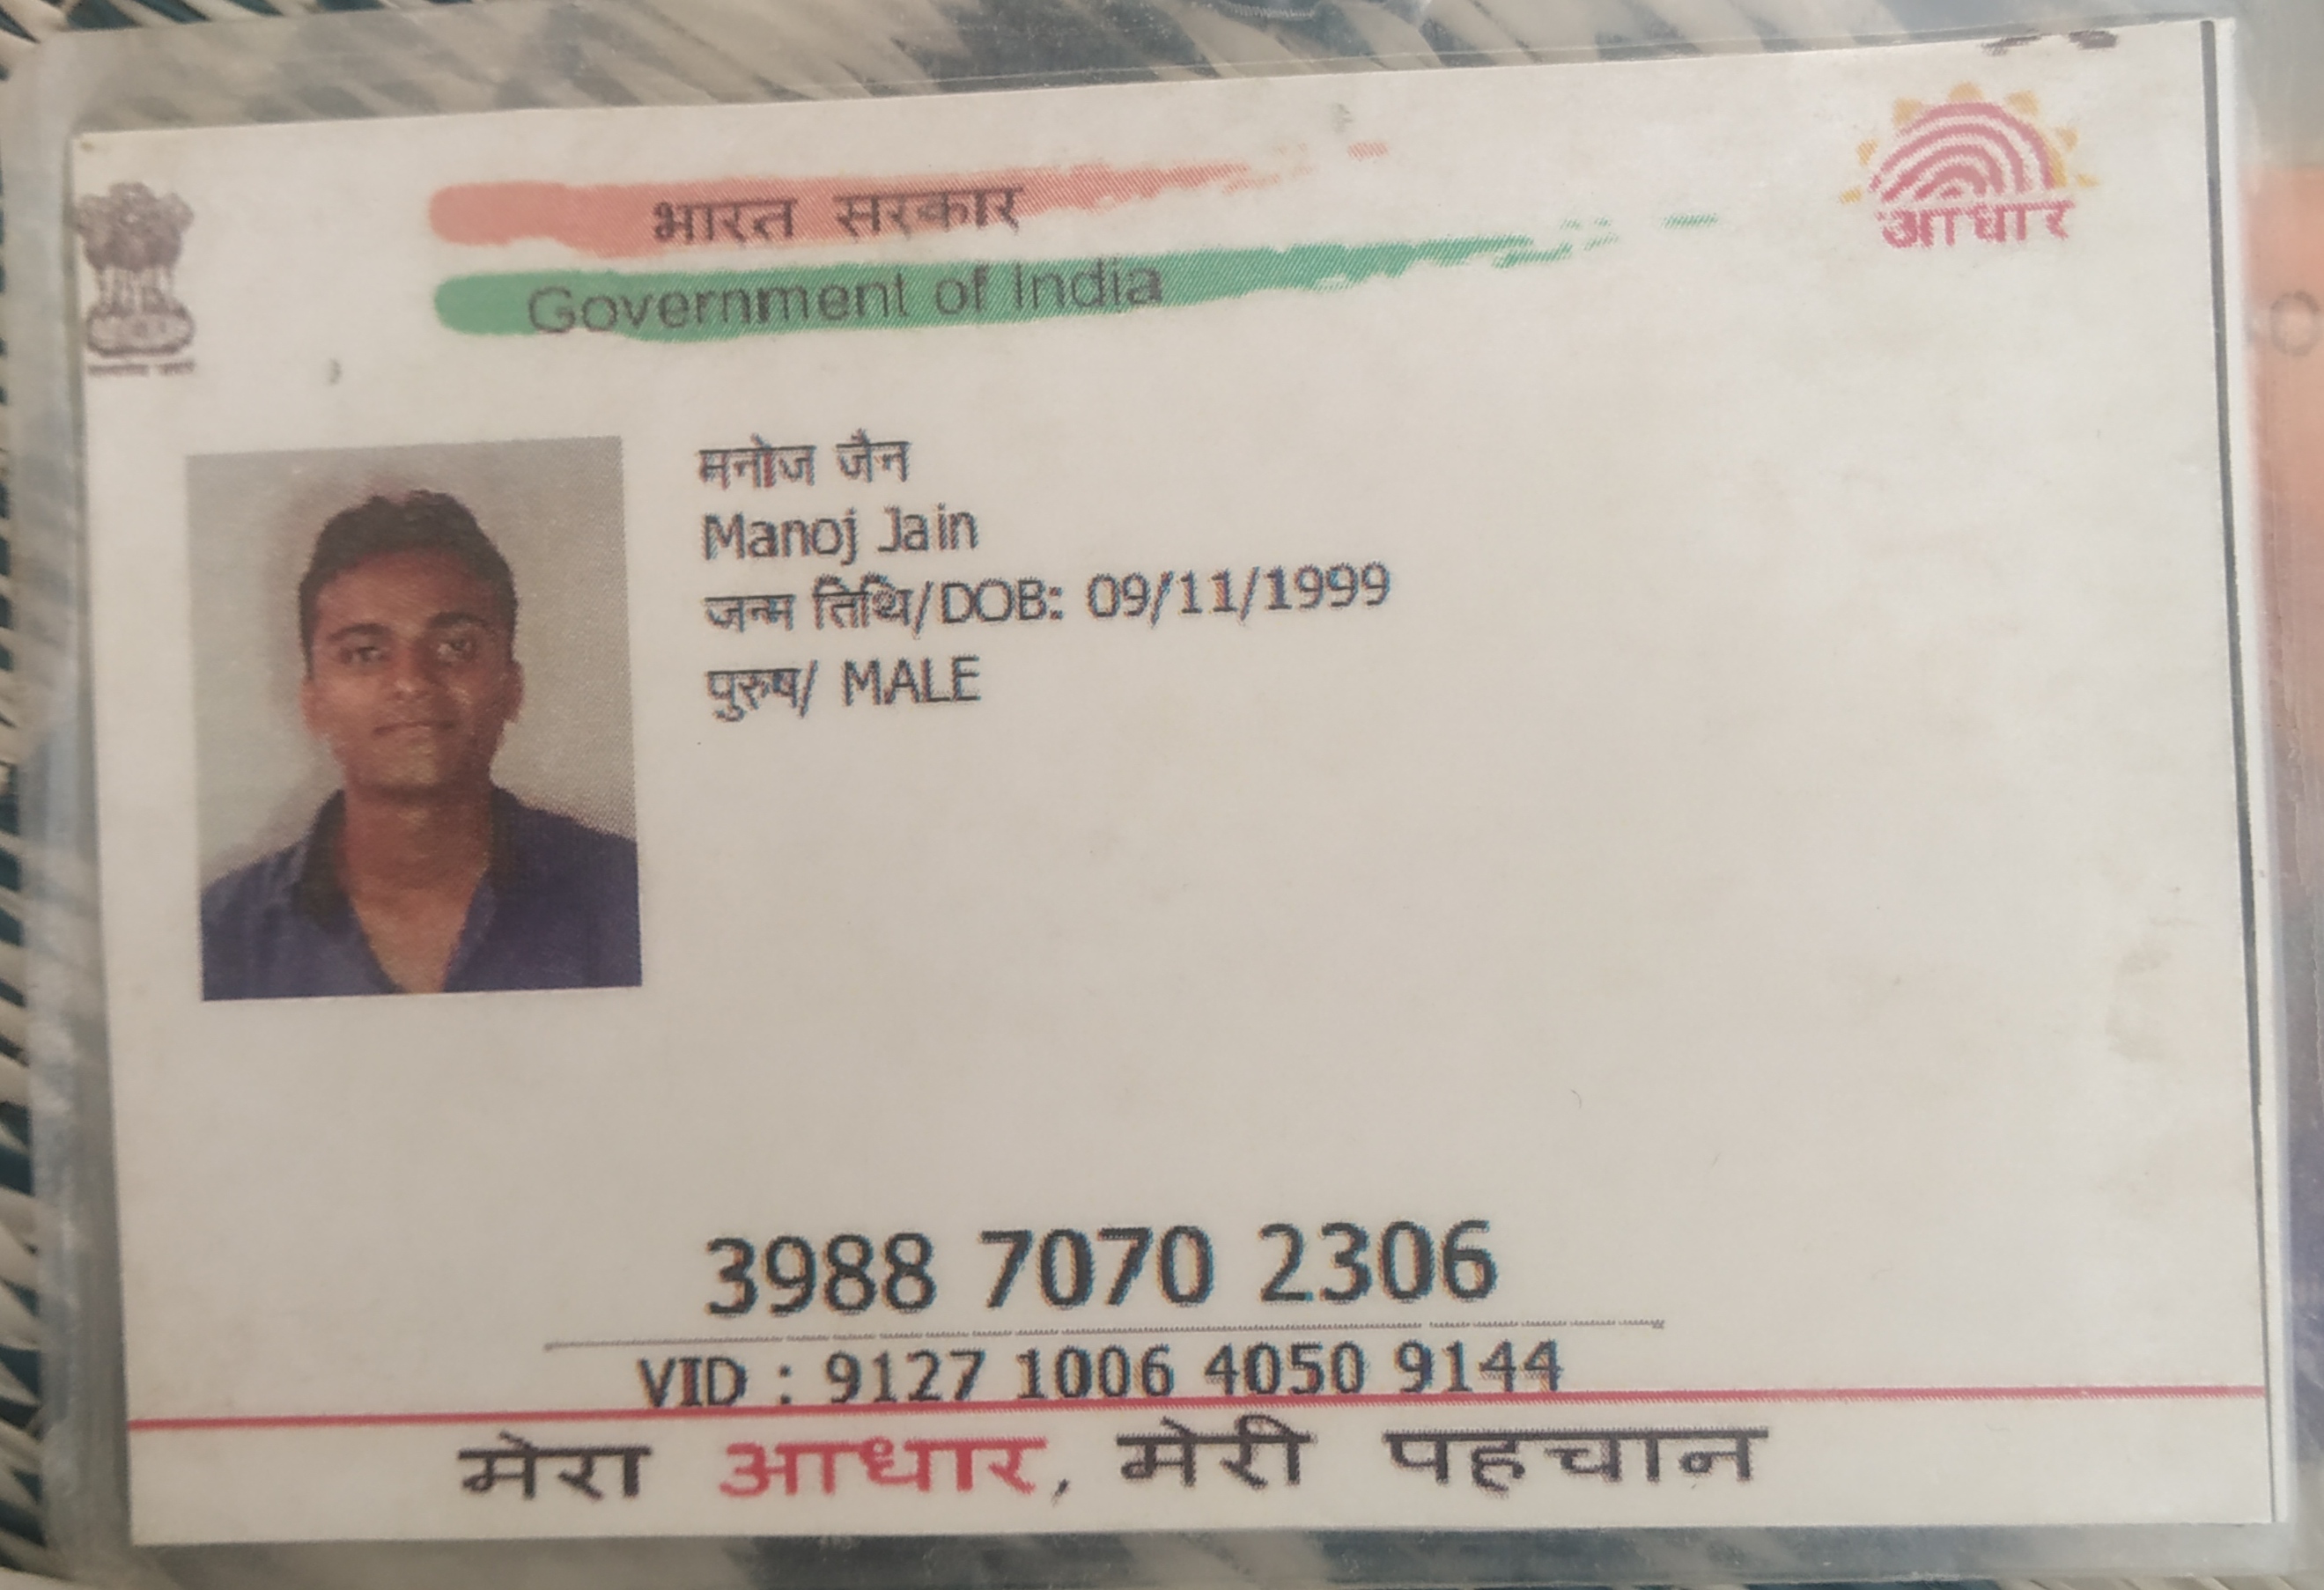 भारत सरकार
Government of India
आधार
मनोज जैन
Manoj Jain
जन्म तिथि/DOB: 09/11/1999
पुरुष/ MALE
3988 7070 2306
VID : 9127 1006 4050 9144
मेरा आधार, मेरी पहचान